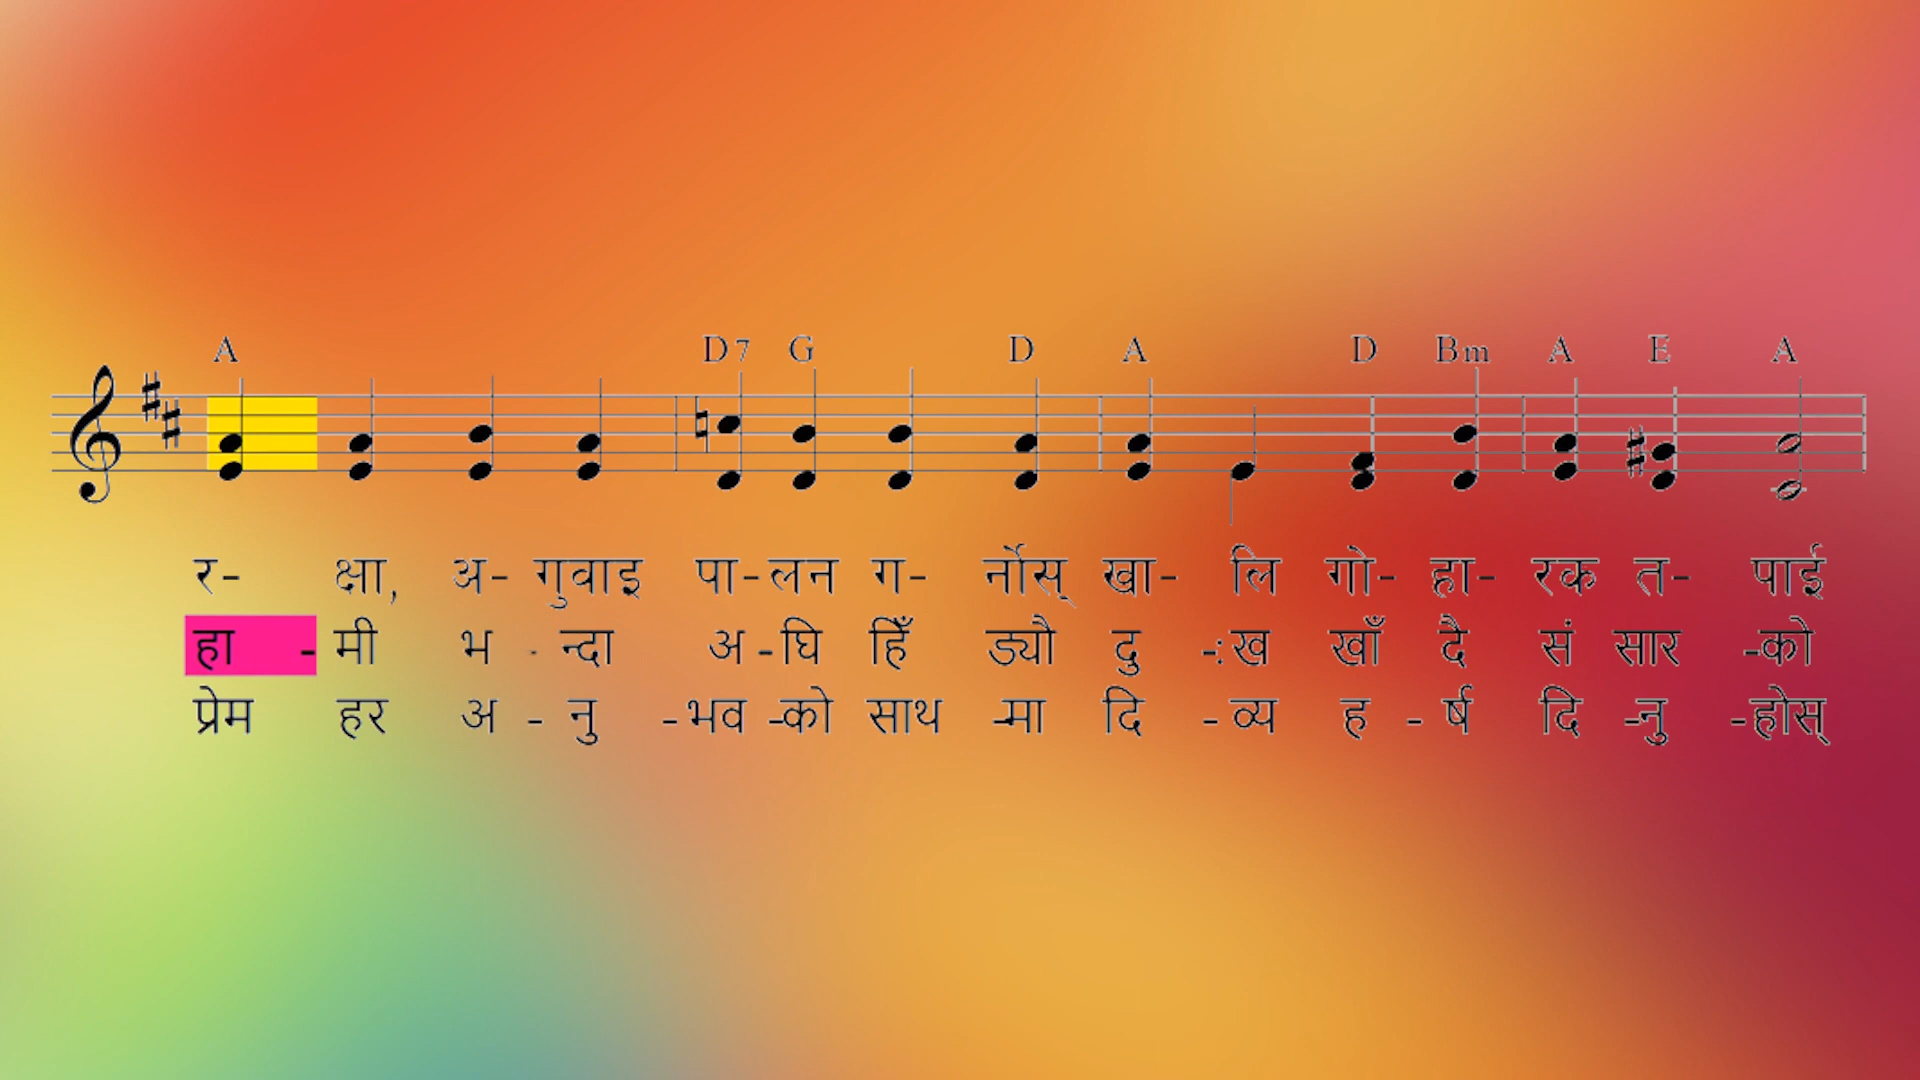 A D7 G D A D Bm A E A
र- क्षा, अ- गुवाइ पा-लन ग- र्नोस् खा- लि गो- हा- रक त- पाई
हा -मी भ - न्दा अ-घि हिँ ड्यौ दु -:ख खाँ दै सं सार -को
प्रेम हर अ - नु -भव -को साथ -मा दि - व्य ह - र्ष दि -नु -होस्